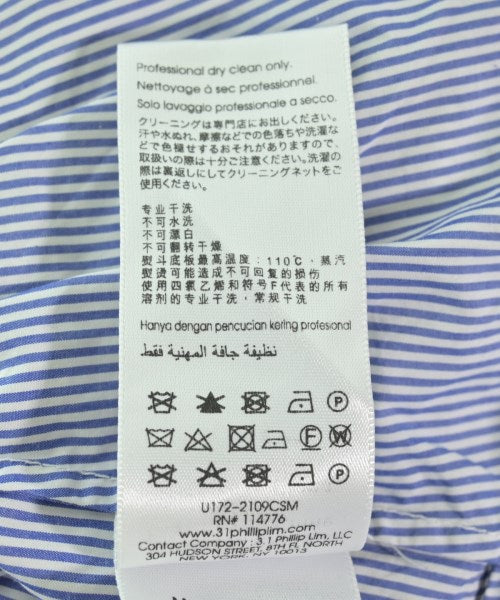 Professional dry clean only.
Nettoyage à sec professionnel.
Solo lavaggio professionale a secco.
クリーニングは専門店にお出しください。
汗や水ぬれ、摩擦などでの色落ちや洗濯な
どで色褪せするおそれがありますので、
取扱いの際は十分ご注意ください。洗濯の
際は裏返しにしてクリーニングネットをご
使用ください。
专业干洗
不可水洗
不可漂白
不可翻转干燥
熨斗底板最高温度：110℃，蒸汽
熨烫可能造成不可回复的损伤
使用四氯乙烯和符号F代表的所有
溶剂的专业干洗，常规干洗
Hanya dengan pencucian kering profesional
نظيفة جافة المهنية فقط
P
F W
P
U172-2109CSM
RN# 114776
www.31philliplim.com
Contact Company : 3.1 Phillip Lim, LLC
304 HUDSON STREET, 8TH FL NORTH
NEW YORK, NY 10013